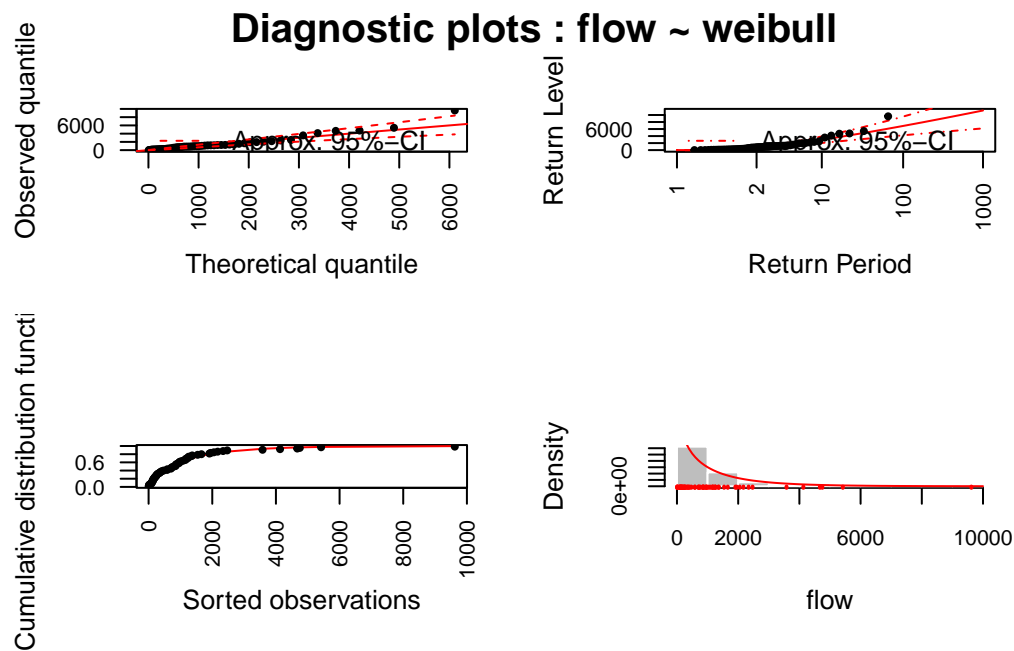 Diagnostic plots : flow ~ weibull
Observed quantile
6000
0
Approx. 95%−CI
0 1000 2000 3000 4000 5000 6000
Theoretical quantile
Return Level
6000
0
Approx. 95%−CI
1 2 10 100 1000
Return Period
Cumulative distribution functi
0.6
0.0
0 2000 4000 6000 8000 10000
Sorted observations
Density
0e+00
0 2000 6000 10000
flow